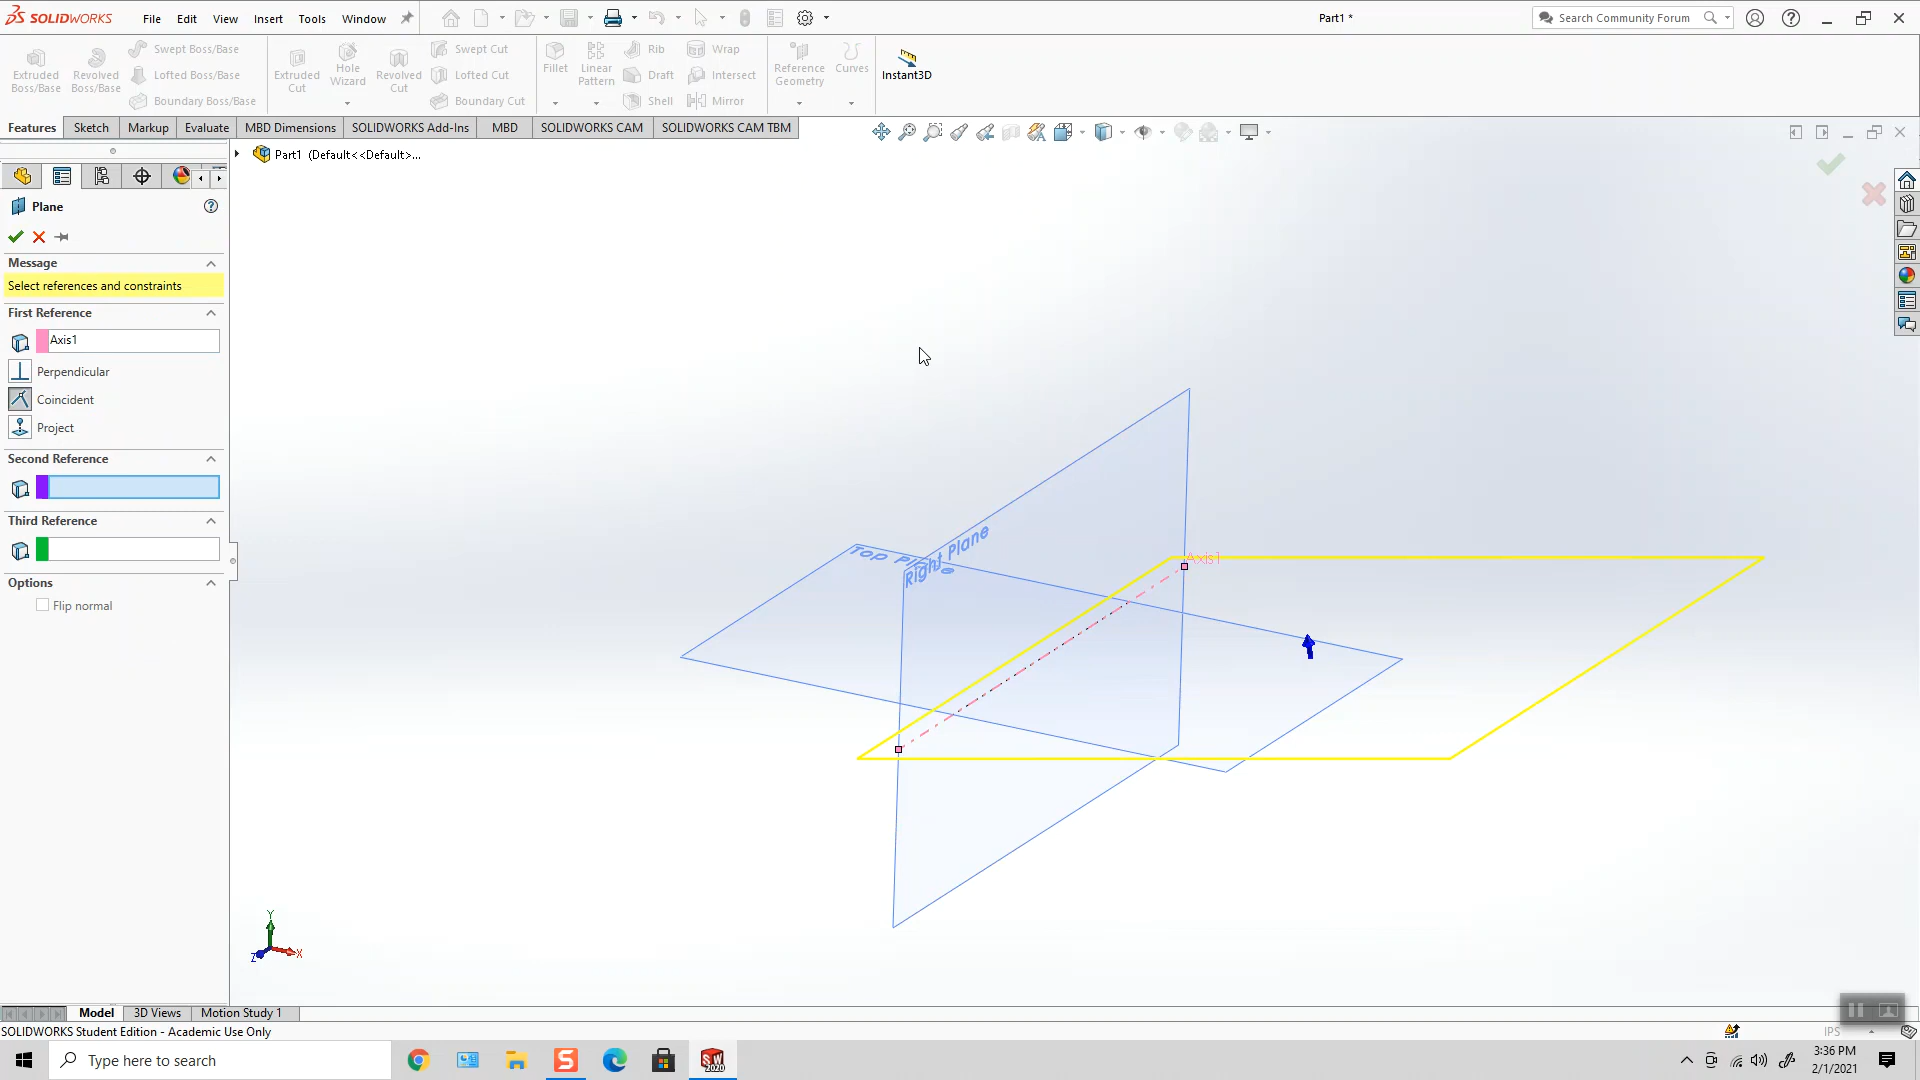 SOLIDWORKS File Edit View Insert Tools Window Part1 * Search Community Forum
Extruded Boss/Base
Revolved Boss/Base
Swept Boss/Base
Lofted Boss/Base
Boundary Boss/Base
Extruded Cut
Hole Wizard
Revolved Cut
Swept Cut
Lofted Cut
Boundary Cut
Fillet
Linear Pattern
Rib
Draft
Shell
Wrap
Intersect
Mirror
Reference Geometry
Curves
Instant3D
Features Sketch Markup Evaluate MBD Dimensions SOLIDWORKS Add-Ins MBD SOLIDWORKS CAM SOLIDWORKS CAM TBM
Part1 (Default<<Default>...
Plane
Message
Select references and constraints
First Reference
Axis1
Perpendicular
Coincident
Project
Second Reference
Third Reference
Options
Flip normal
Right Plane
Axis1
Y
X
Z
Model 3D Views Motion Study 1
SOLIDWORKS Student Edition - Academic Use Only
IPS
Type here to search
S
SW
2020
3:36 PM
2/1/2021